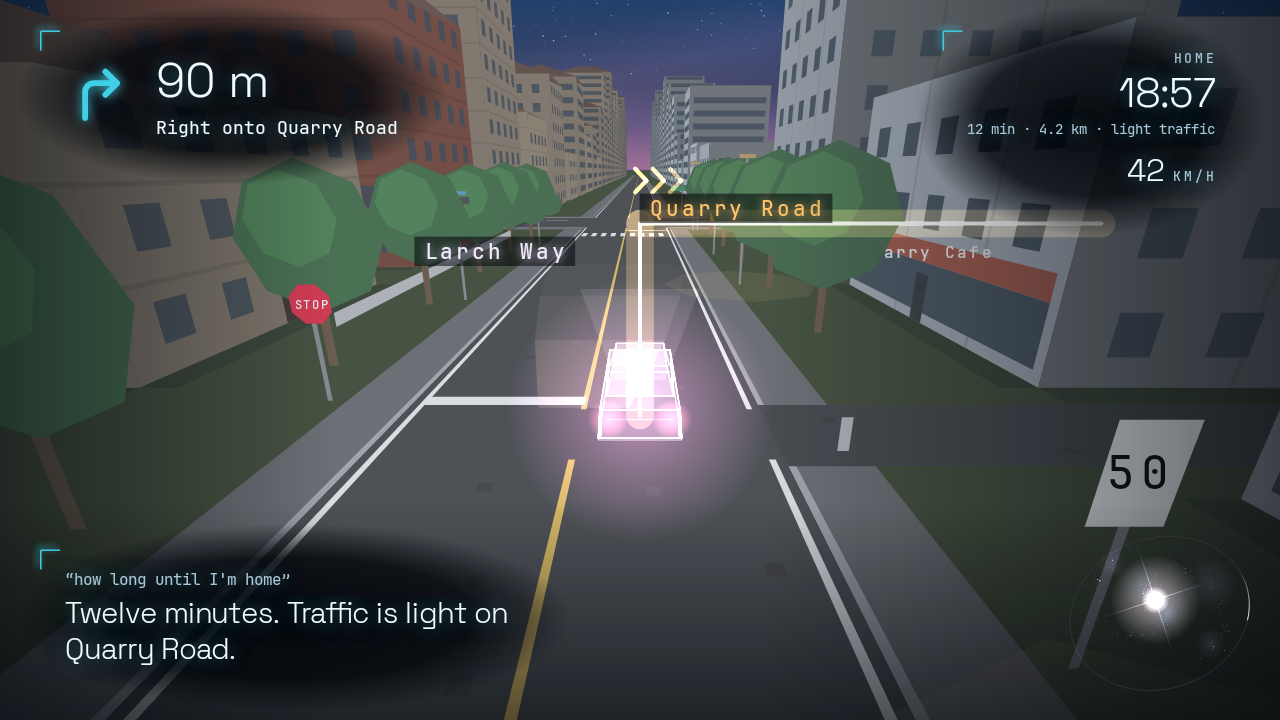 90 m
Right onto Quarry Road
HOME
18:57
12 min · 4.2 km · light traffic
42 KM/H
Quarry Road
Larch Way
arry Cafe
STOP
50
“how long until I'm home”
Twelve minutes. Traffic is light on
Quarry Road.